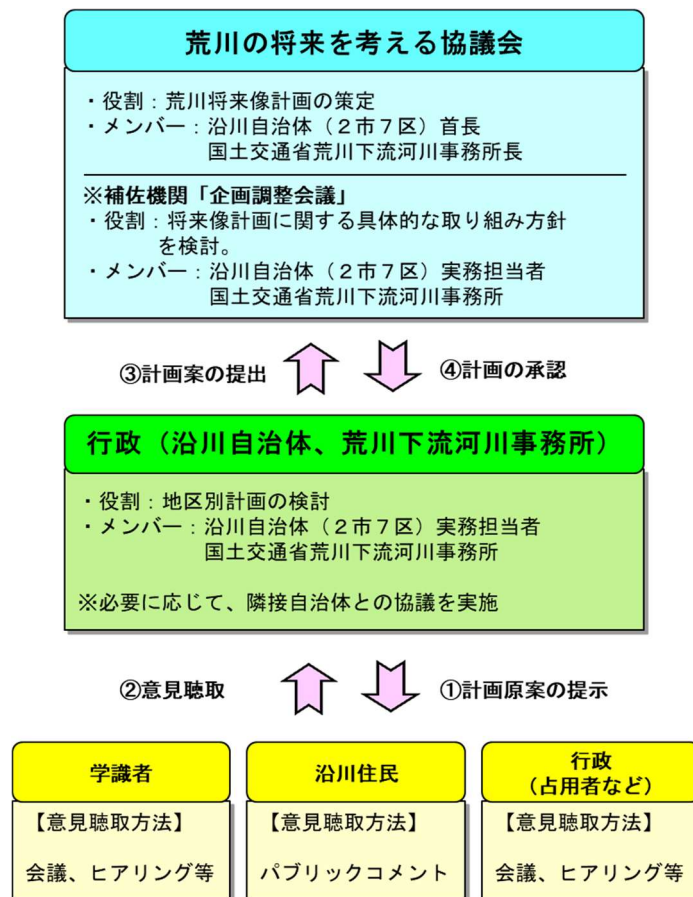 荒川の将来を考える協議会
・役割：荒川将来像計画の策定
・メンバー：沿川自治体（２市７区）首長
国土交通省荒川下流河川事務所長
※補佐機関「企画調整会議」
・役割：将来像計画に関する具体的な取り組み方針
を検討。
・メンバー：沿川自治体（２市７区）実務担当者
国土交通省荒川下流河川事務所
③計画案の提出
④計画の承認
行政（沿川自治体、荒川下流河川事務所）
・役割：地区別計画の検討
・メンバー：沿川自治体（２市７区）実務担当者
国土交通省荒川下流河川事務所
※必要に応じて、隣接自治体との協議を実施
②意見聴取
①計画原案の提示
学識者
【意見聴取方法】
会議、ヒアリング等
沿川住民
【意見聴取方法】
パブリックコメント
行政
（占用者など）
【意見聴取方法】
会議、ヒアリング等